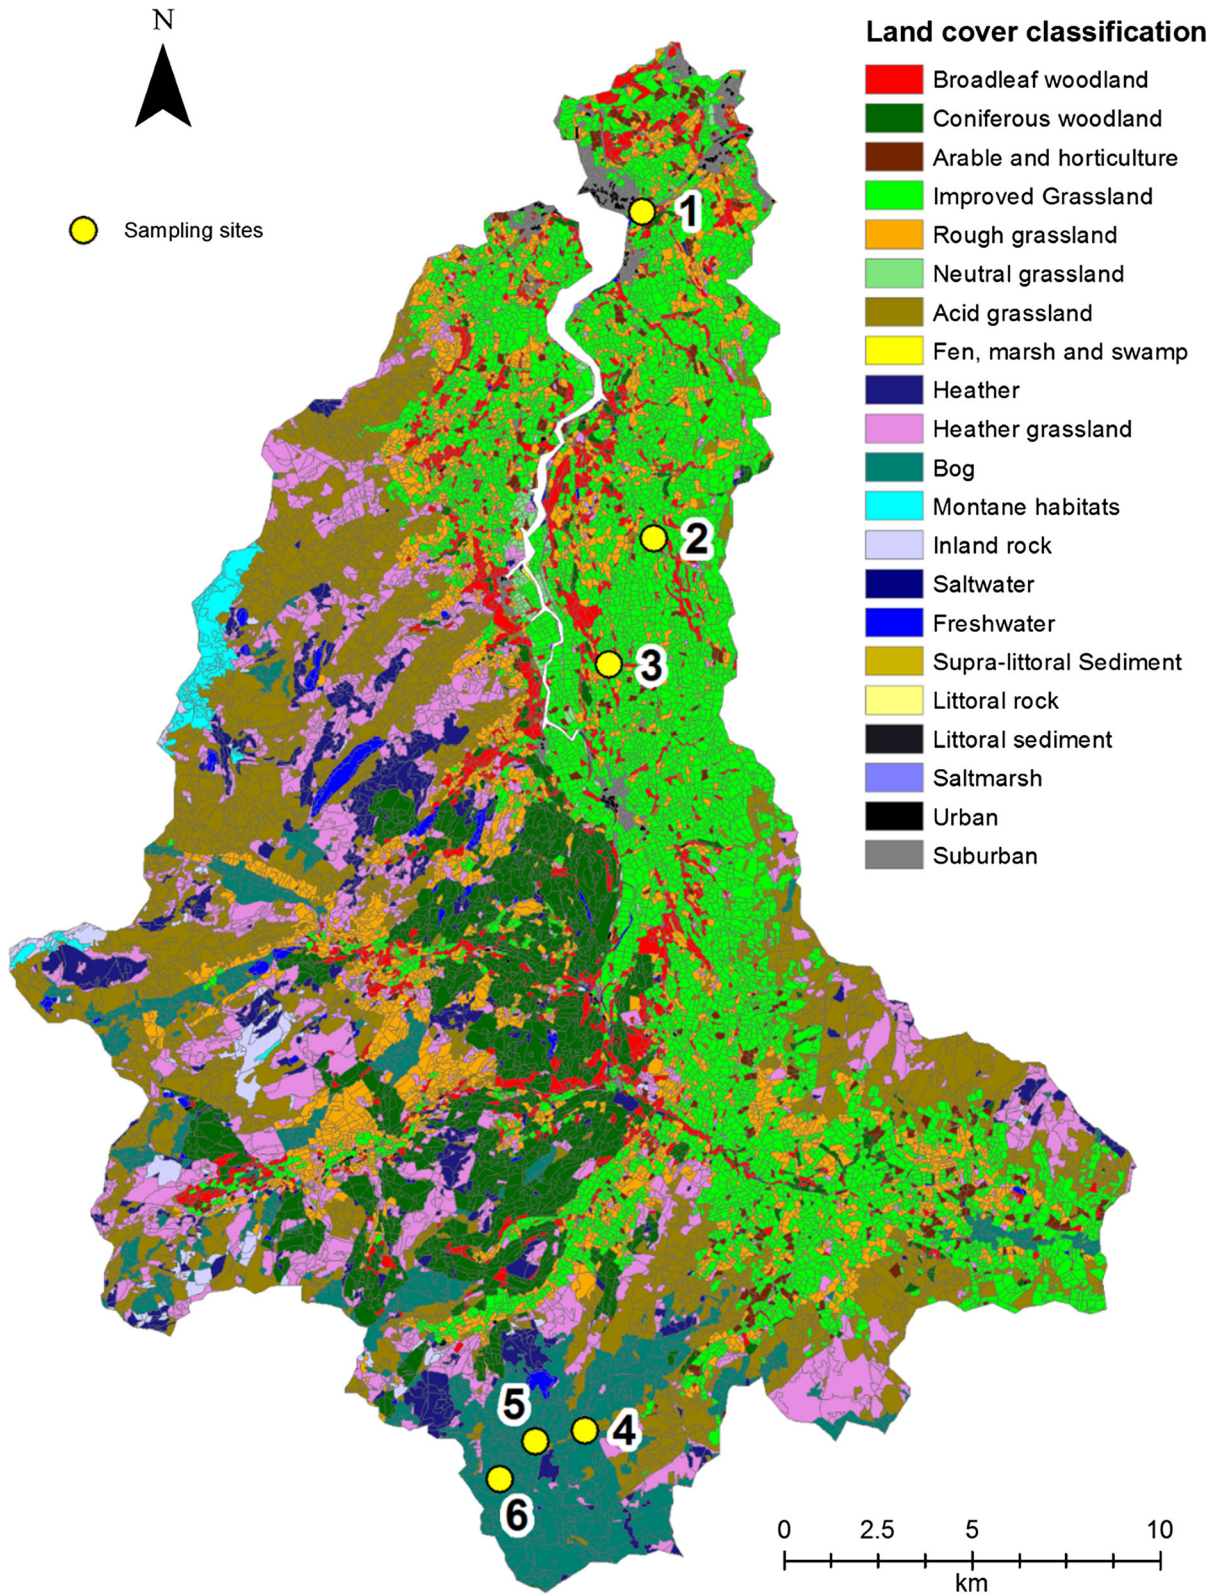 N
Land cover classification
Broadleaf woodland
Coniferous woodland
Arable and horticulture
Improved Grassland
Rough grassland
Neutral grassland
Acid grassland
Fen, marsh and swamp
Heather
Heather grassland
Bog
Montane habitats
Inland rock
Saltwater
Freshwater
Supra-littoral Sediment
Littoral rock
Littoral sediment
Saltmarsh
Urban
Suburban
Sampling sites
1
2
3
5
4
6
0 2.5 5 10
km